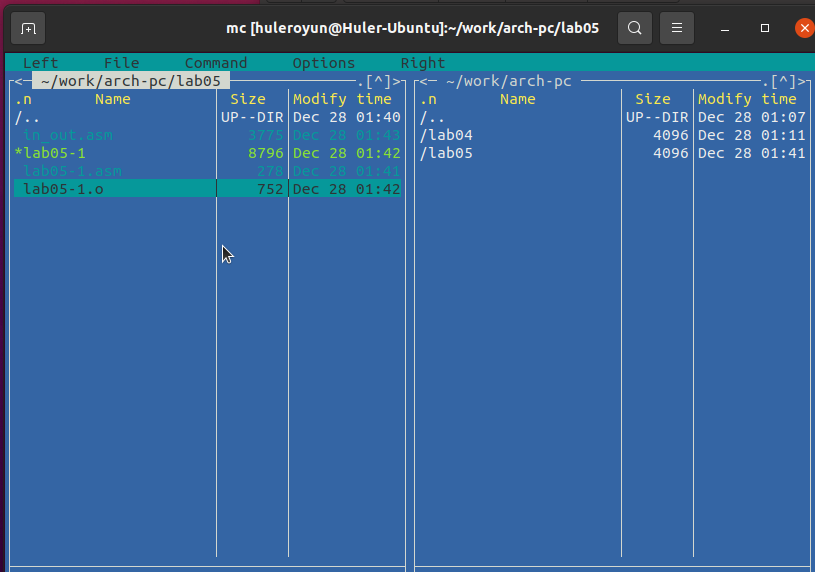 mc [huleroyun@Huler-Ubuntu]:~/work/arch-pc/lab05
Left File Command Options Right
<─ ~/work/arch-pc/lab05 ─.[^]>
.n Name Size Modify time
/.. UP--DIR Dec 28 01:40
in_out.asm 3775 Dec 28 01:43
*lab05-1 8796 Dec 28 01:42
lab05-1.asm 278 Dec 28 01:41
lab05-1.o 752 Dec 28 01:42
<─ ~/work/arch-pc ─.[^]>
.n Name Size Modify time
/.. UP--DIR Dec 28 01:07
/lab04 4096 Dec 28 01:11
/lab05 4096 Dec 28 01:41